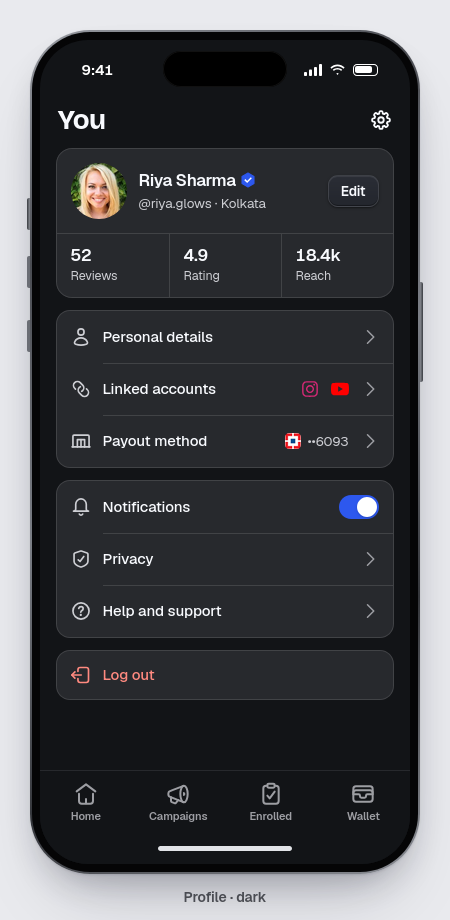 9:41
You
Riya Sharma
@riya.glows · Kolkata
Edit
52
Reviews
4.9
Rating
18.4k
Reach
Personal details
Linked accounts
Payout method
••6093
Notifications
Privacy
Help and support
Log out
Home
Campaigns
Enrolled
Wallet
Profile · dark